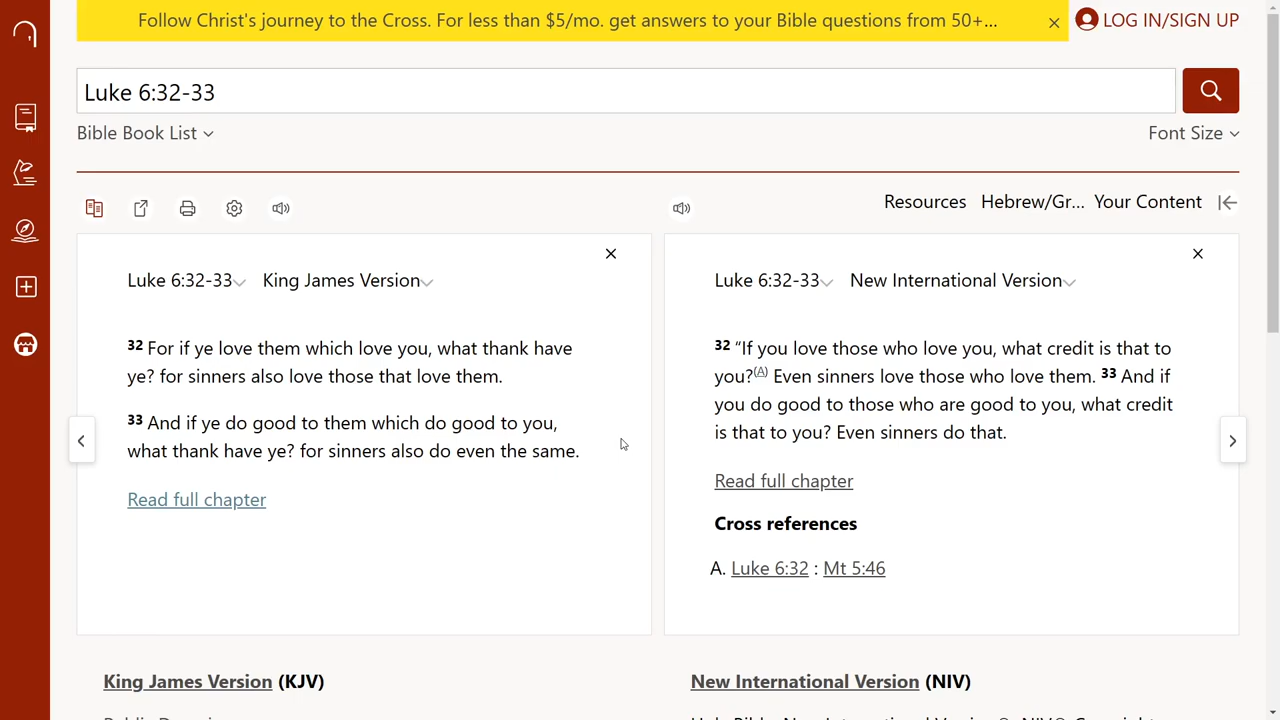 Follow Christ's journey to the Cross. For less than $5/mo. get answers to your Bible questions from 50+...
LOG IN/SIGN UP
Luke 6:32-33
Bible Book List
Font Size
Resources Hebrew/Gr... Your Content
Luke 6:32-33 King James Version
32 For if ye love them which love you, what thank have
ye? for sinners also love those that love them.
33 And if ye do good to them which do good to you,
what thank have ye? for sinners also do even the same.
Read full chapter
Luke 6:32-33 New International Version
32 “If you love those who love you, what credit is that to
you?(A) Even sinners love those who love them. 33 And if
you do good to those who are good to you, what credit
is that to you? Even sinners do that.
Read full chapter
Cross references
A. Luke 6:32 : Mt 5:46
King James Version (KJV)
New International Version (NIV)